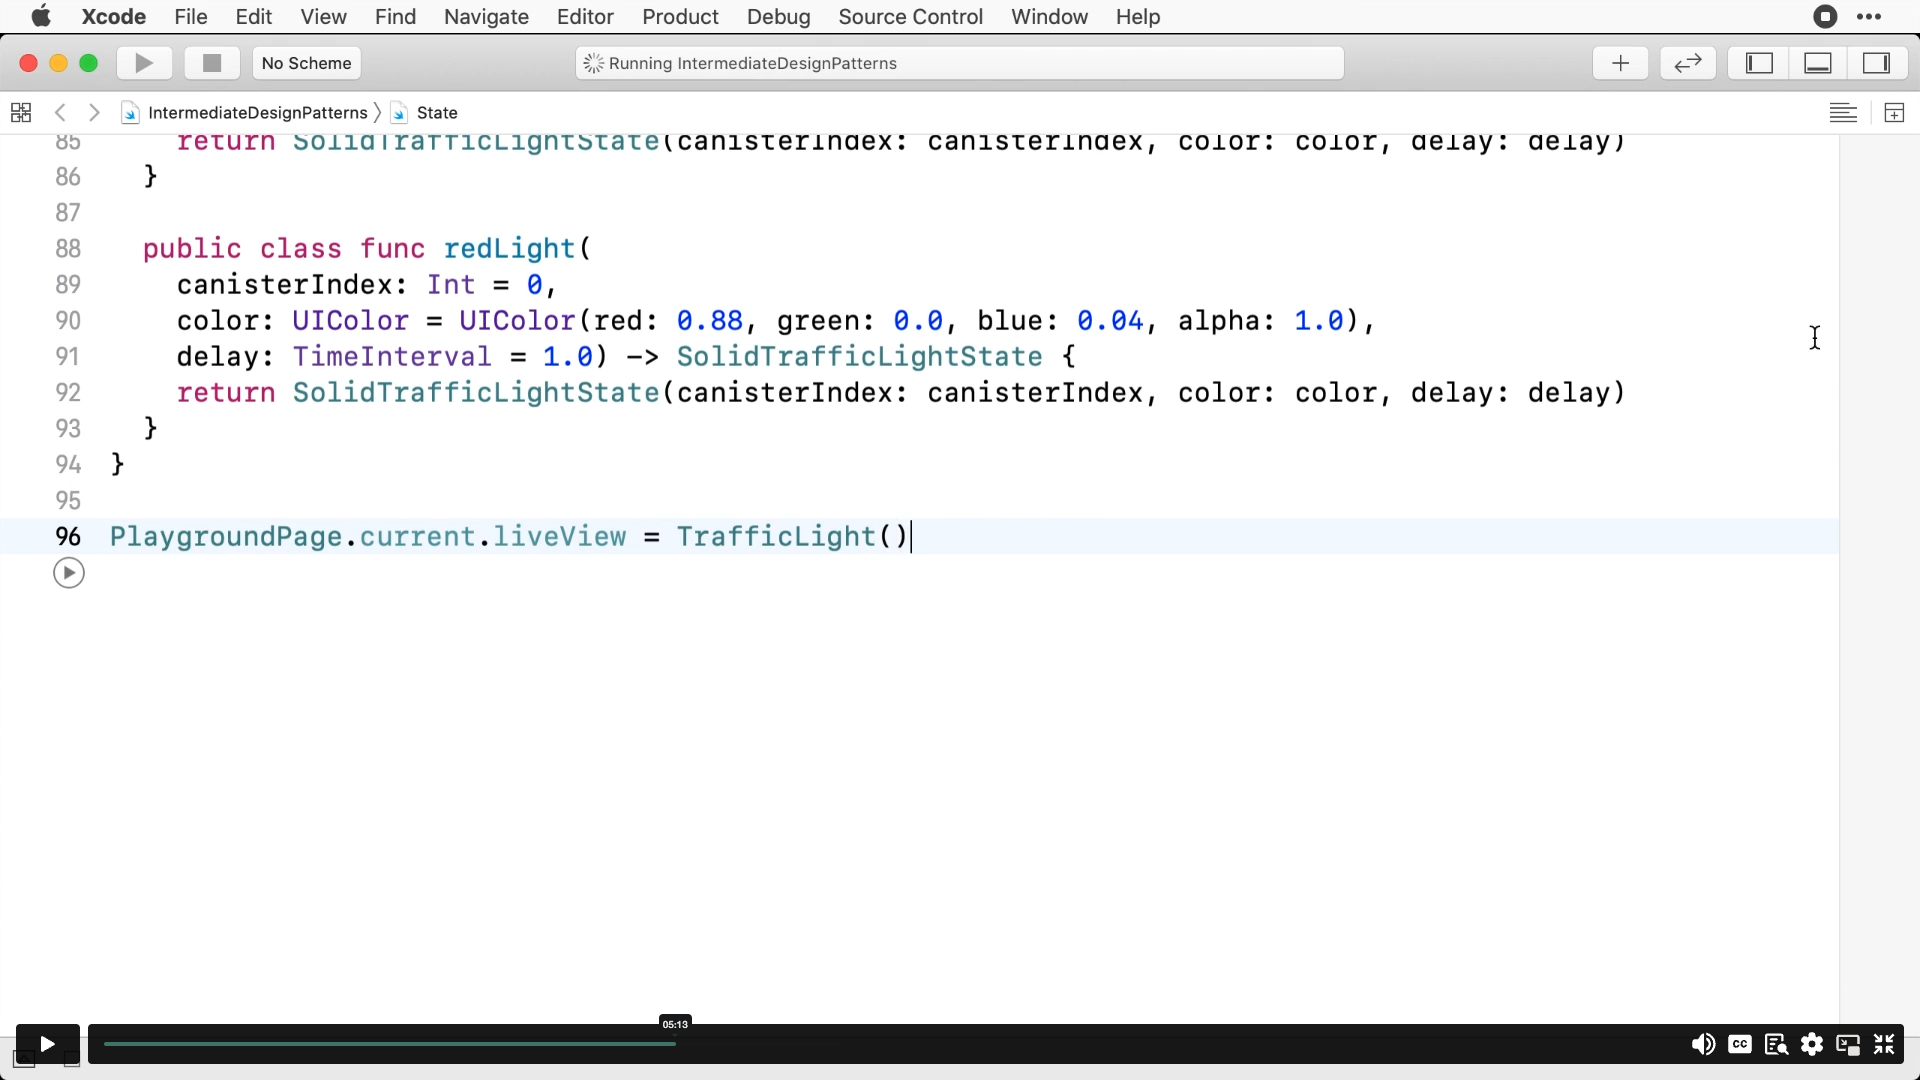 Xcode File Edit View Find Navigate Editor Product Debug Source Control Window Help
No Scheme
Running IntermediateDesignPatterns
IntermediateDesignPatterns
State
85 return SolidTrafficLightState(canisterIndex: canisterIndex, color: color, delay: delay)
86 }
87
88 public class func redLight(
89 canisterIndex: Int = 0,
90 color: UIColor = UIColor(red: 0.88, green: 0.0, blue: 0.04, alpha: 1.0),
91 delay: TimeInterval = 1.0) -> SolidTrafficLightState {
92 return SolidTrafficLightState(canisterIndex: canisterIndex, color: color, delay: delay)
93 }
94 }
95
96 PlaygroundPage.current.liveView = TrafficLight()
05:13
CC